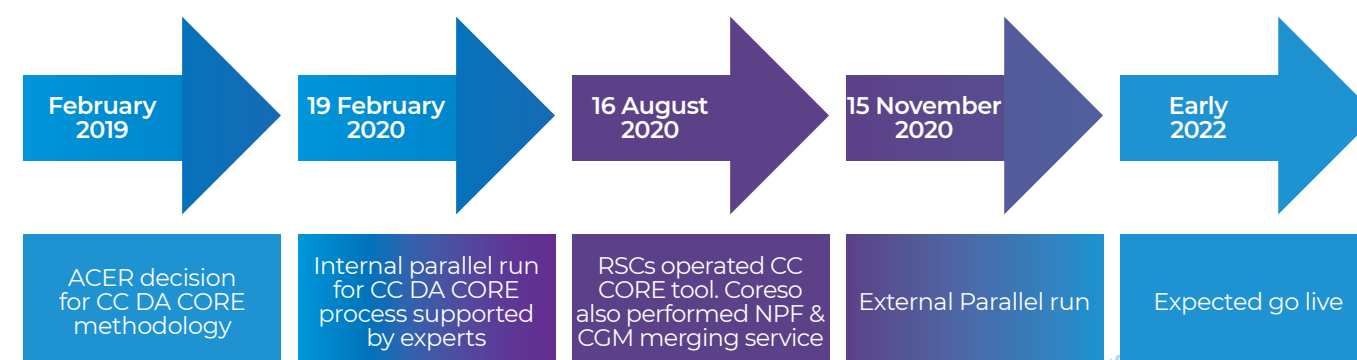 February
2019
19 February
2020
16 August
2020
15 November
2020
Early
2022
ACER decision
for CC DA CORE
methodology
Internal parallel run
for CC DA CORE
process supported
by experts
RSCs operated CC
CORE tool. Coreso
also performed NPF &
CGM merging service
External Parallel run
Expected go live